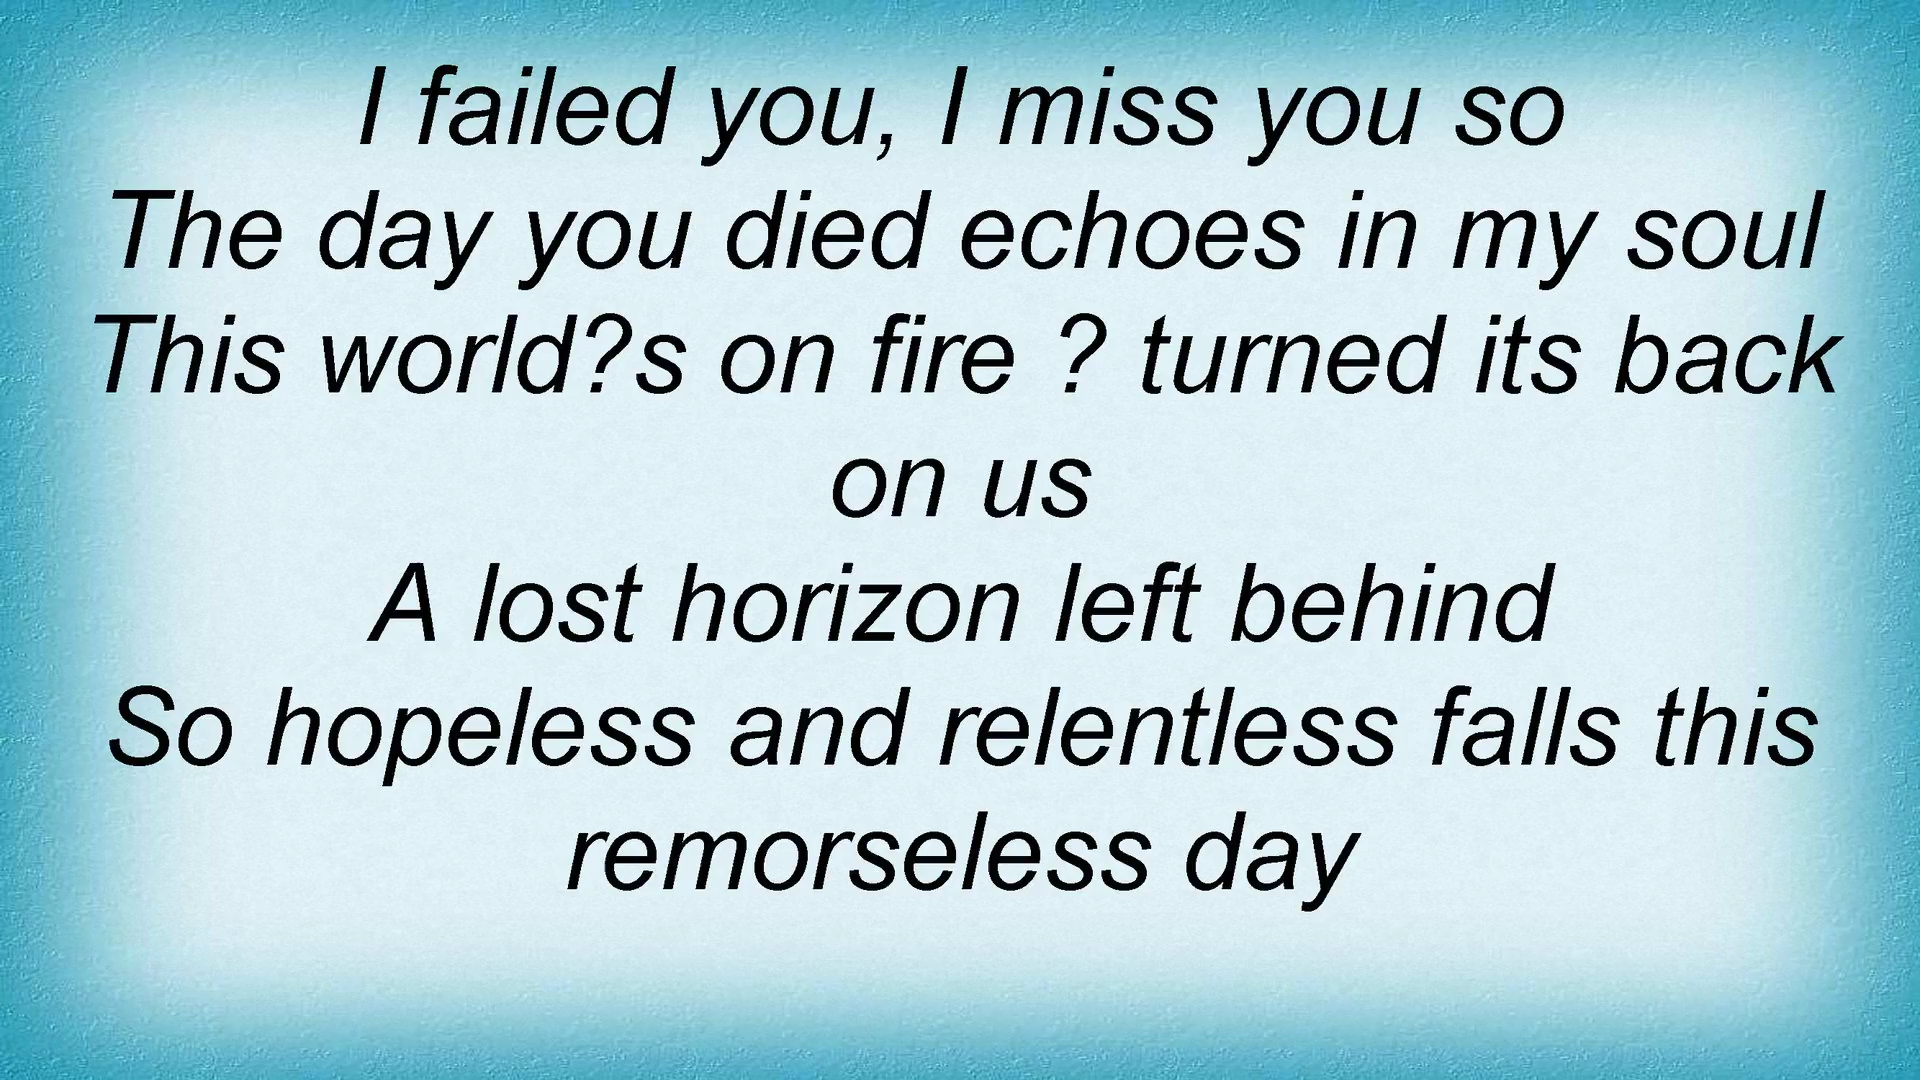 I failed you, I miss you so
The day you died echoes in my soul
This world?s on fire ? turned its back
on us
A lost horizon left behind
So hopeless and relentless falls this
remorseless day